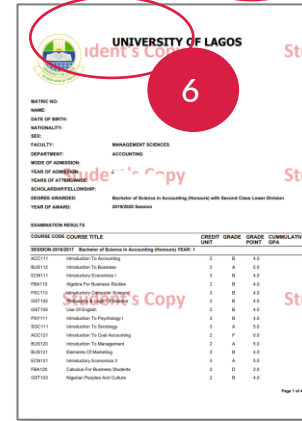 UNIVERSITY OF LAGOS
Student's Copy
6
MATRIC NO:
NAME:
DATE OF BIRTH:
NATIONALITY:
SEX:
FACULTY: MANAGEMENT SCIENCES
DEPARTMENT: ACCOUNTING
MODE OF ADMISSION:
YEAR OF ADMISSION:
YEARS OF ATTENDANCE:
SCHOLARSHIP/FELLOWSHIP:
DEGREE AWARDED: Bachelor of Science in Accounting (Honours) with Second Class Lower Division
YEAR OF AWARD: 2019/2020 Session
EXAMINATION RESULTS
COURSE CODE COURSE TITLE CREDIT UNIT GRADE GRADE POINT CUMMULATIV GPA
SESSION 2016/2017 Bachelor of Science in Accounting (Honours) YEAR: 1
ACC111 Introduction To Accounting 2 B 4.0
BUS112 Introduction To Business 2 A 5.0
ECN111 Introductory Economics I 3 B 4.0
FBA110 Algebra For Business Studies 2 B 4.0
FSC113 Introductory Computer Science 3 B 4.0
GST102 2 B 4.0
GST105 Use Of English 2 B 4.0
PSY111 Introduction To Psychology I 3 B 4.0
SOC111 Introduction To Sociology 3 A 5.0
ACC121 Introduction To Cost Accounting 2 F 0.0
BUS120 Introduction To Management 2 A 5.0
BUS121 Elements Of Marketing 2 B 4.0
ECN121 Introductory Economics II 3 A 5.0
FBA120 Calculus For Business Students 2 D 2.0
GST103 Nigerian Peoples And Culture 2 B 4.0
Student's Copy
Page 1 of 4